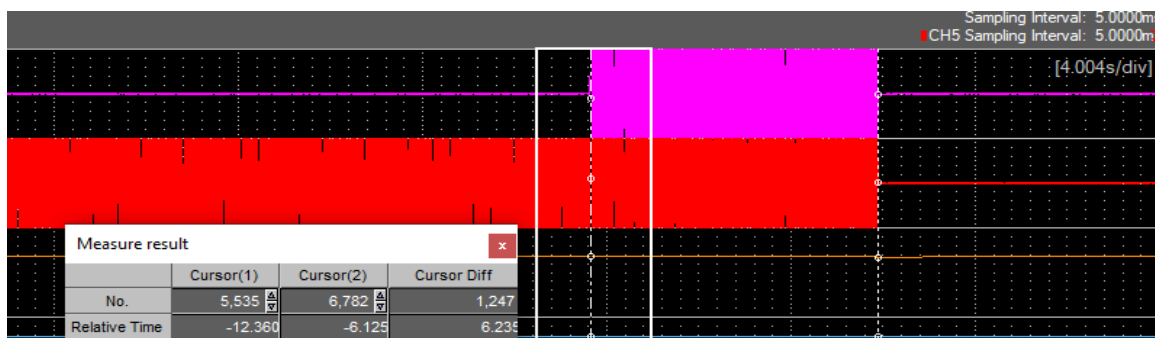 Sampling Interval: 5.0000ms
CH5 Sampling Interval: 5.0000m
[4.004s/div]
Measure result x
Cursor(1) Cursor(2) Cursor Diff
No. 5,535 6,782 1,247
Relative Time -12.360 -6.125 6.235